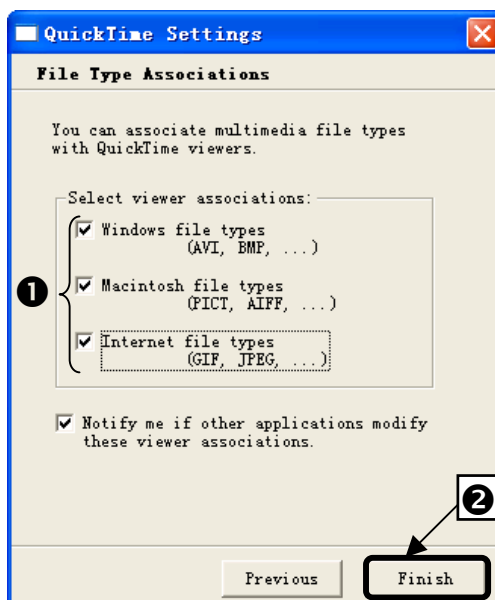 QuickTime Settings
File Type Associations
You can associate multimedia file types
with QuickTime viewers.
Select viewer associations:
Windows file types
(AVI, BMP, ...)
❶
Macintosh file types
(PICT, AIFF, ...)
Internet file types
(GIF, JPEG, ...)
Notify me if other applications modify
these viewer associations.
❷
Previous
Finish